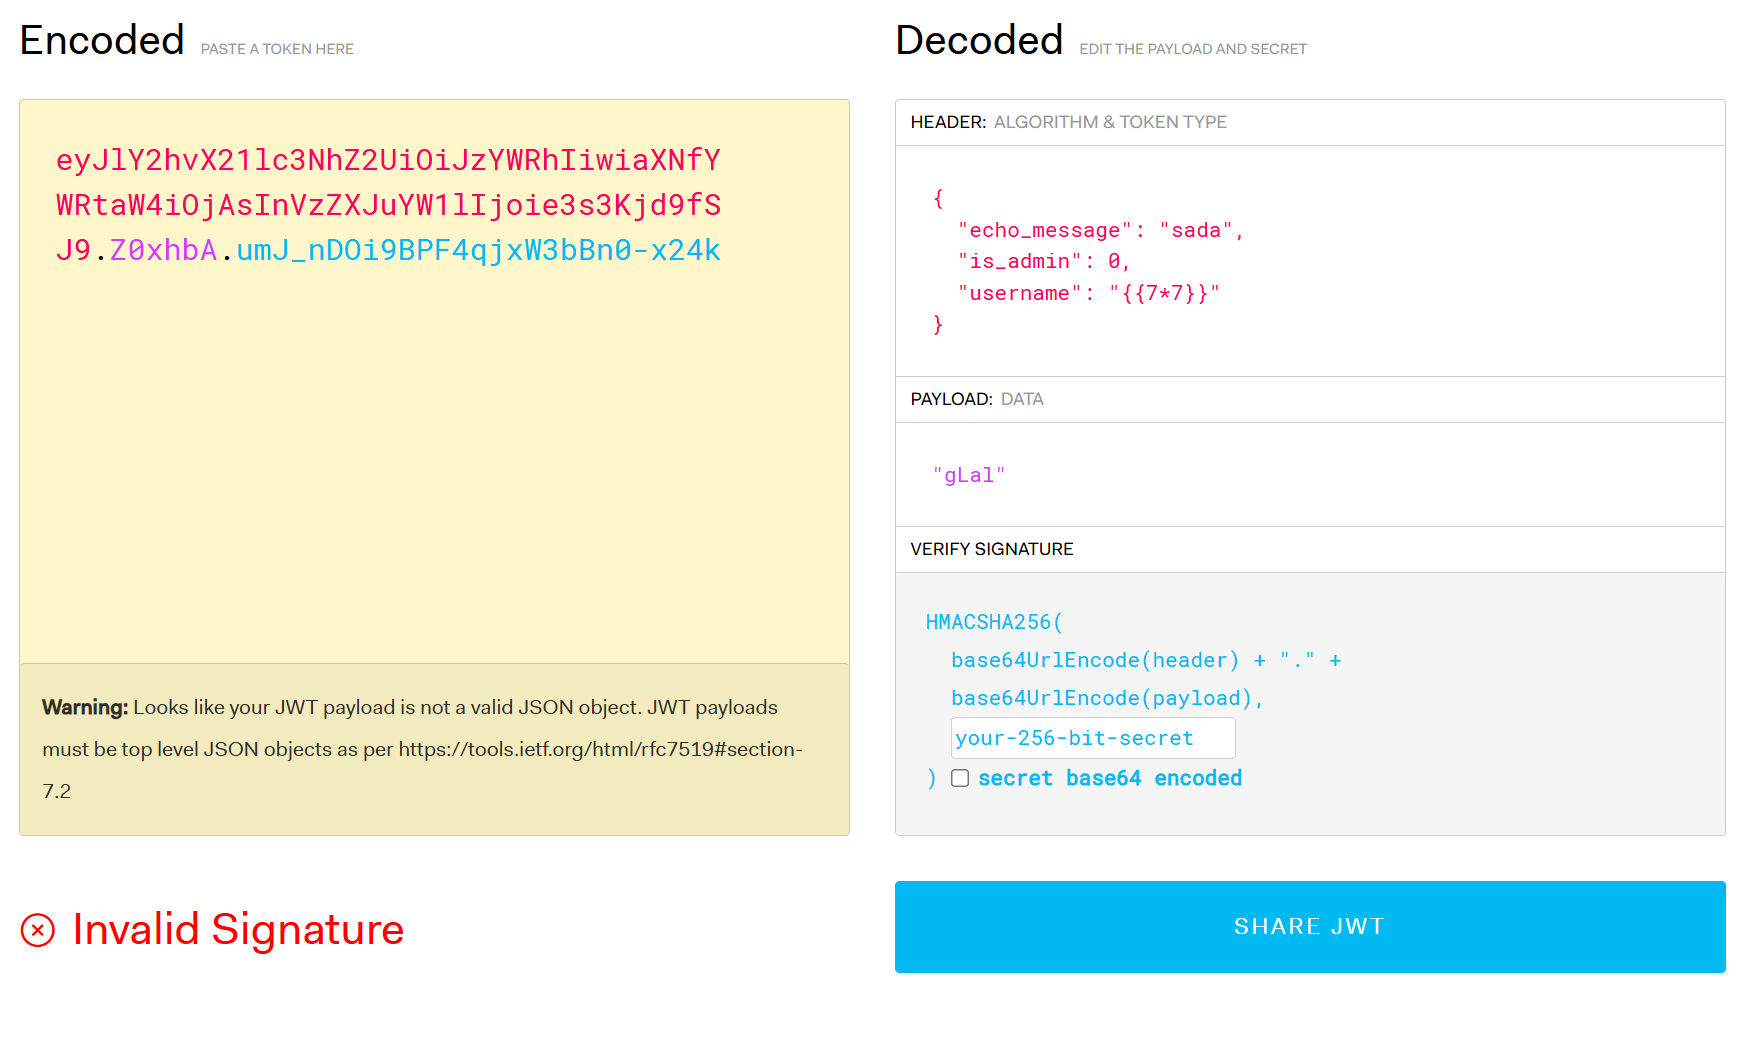 Encoded PASTE A TOKEN HERE
eyJlY2hvX21lc3NhZ2UiOiJzYWRhIiwiaXNfY
WRtaW4iOjAsInVzZXJuYW1lIjoie3s3Kjd9fS
J9.Z0xhbA.umJ_nDOi9BPF4qjxW3bBn0-x24k
Warning: Looks like your JWT payload is not a valid JSON object. JWT payloads
must be top level JSON objects as per https://tools.ietf.org/html/rfc7519#section-
7.2
Invalid Signature
Decoded EDIT THE PAYLOAD AND SECRET
HEADER: ALGORITHM & TOKEN TYPE
{
"echo_message": "sada",
"is_admin": 0,
"username": "{{7*7}}"
}
PAYLOAD: DATA
"gLal"
VERIFY SIGNATURE
HMACSHA256(
base64UrlEncode(header) + "." +
base64UrlEncode(payload),
your-256-bit-secret
) secret base64 encoded
SHARE JWT